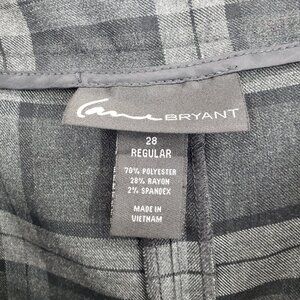 Lane BRYANT
28
REGULAR
70% POLYESTER
28% RAYON
2% SPANDEX
MADE IN
VIETNAM